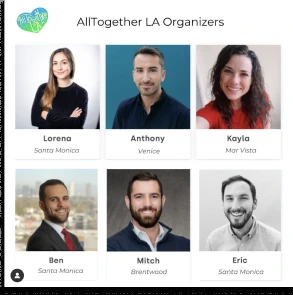 AllTogether LA Organizers
Lorena
Santa Monica
Anthony
Venice
Kayla
Mar Vista
Ben
Santa Monica
Mitch
Brentwood
Eric
Santa Monica